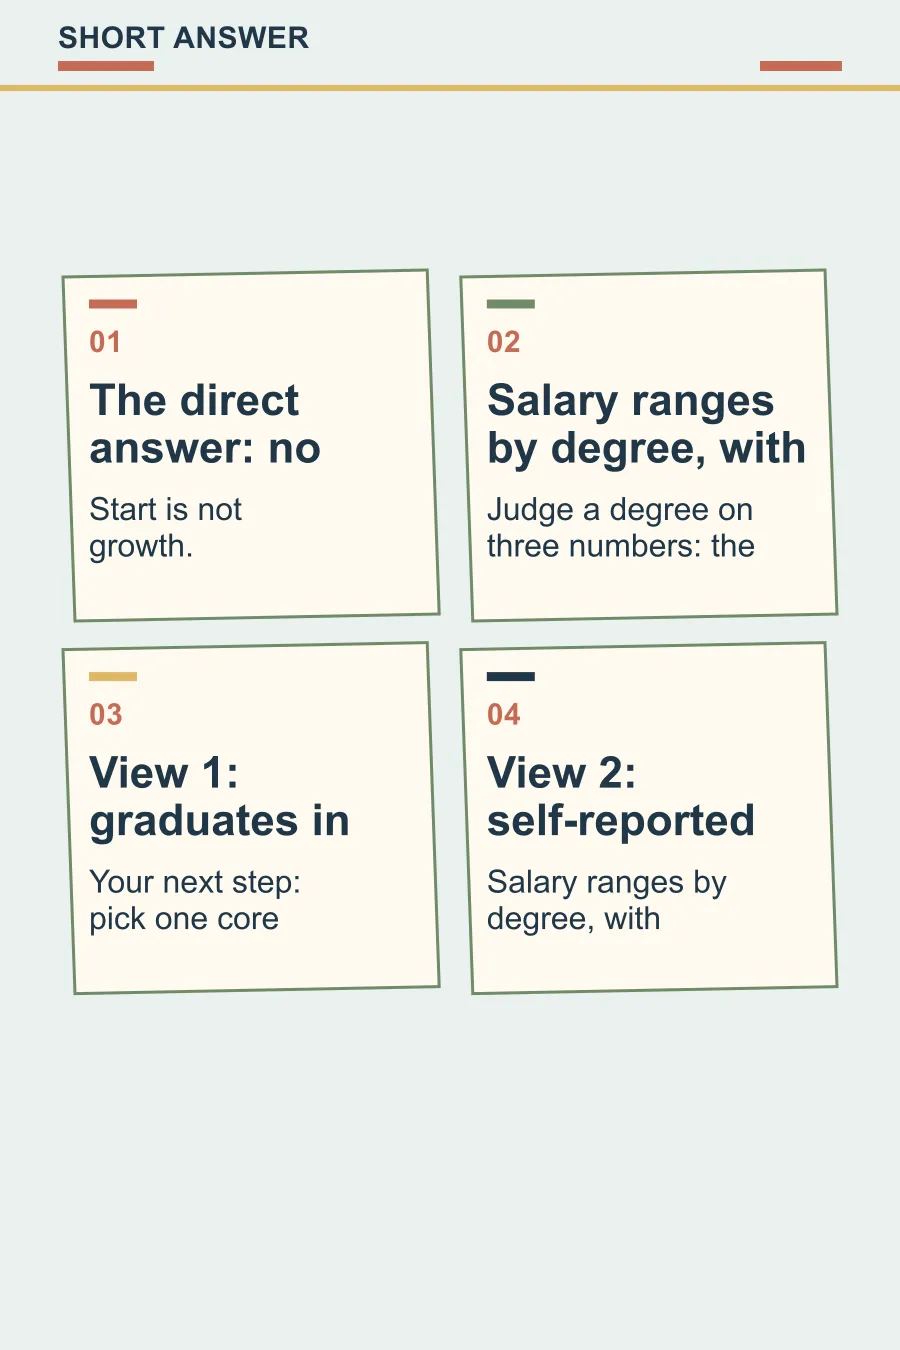 SHORT ANSWER
01
The direct
answer: no
Start is not
growth.
02
Salary ranges
by degree, with
Judge a degree on
three numbers: the
03
View 1:
graduates in
Your next step:
pick one core
04
View 2:
self-reported
Salary ranges by
degree, with